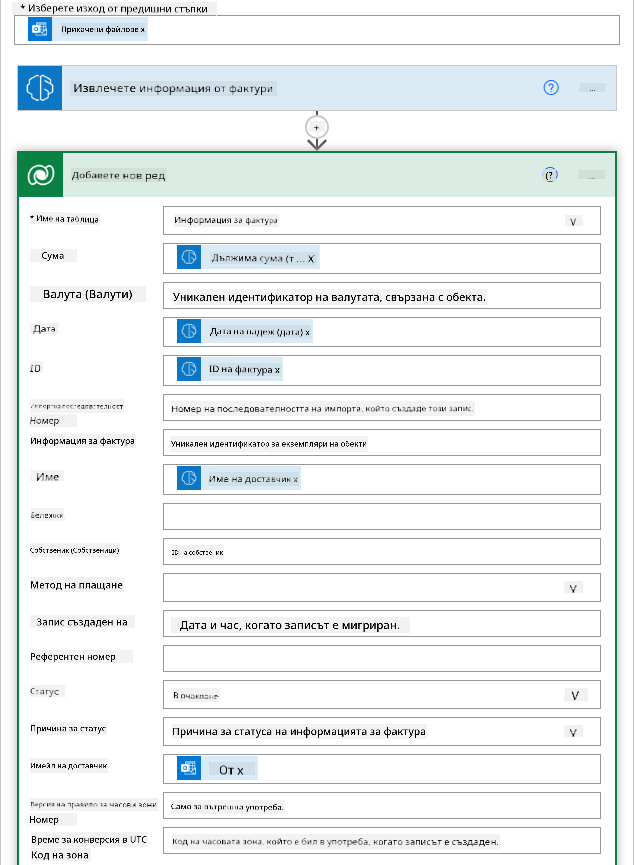 * Изберете изход от предишни стъпки
Прикачени файлове x
Извлечете информация от фактури
?
...
+
Добавете нов ред
(?
...
* Име на таблица
Информация за фактура
V
Сума
Дължима сума (т ... X
Валута (Валути)
Уникален идентификатор на валутата, свързана с обекта.
Дата
Дата на падеж (дата) x
ID
ID на фактура x
Импортна последователност
Номер
Номер на последователността на импорта, който създаде този запис.
Информация за фактура
Уникален идентификатор за екземпляри на обекти
Име
Име на доставчик x
Бележки
Собственик (Собственици)
ID на собственик
Метод на плащане
V
Запис създаден на
Дата и час, когато записът е мигриран.
Референтен номер
Статус
В очакване
V
Причина за статус
Причина за статуса на информацията за фактура
V
Имейл на доставчик
От x
Версия на правило за часови зони
Номер
Само за вътрешна употреба.
Време за конверсия в UTC
Код на зона
Код на часовата зона, който е бил в употреба, когато записът е създаден.